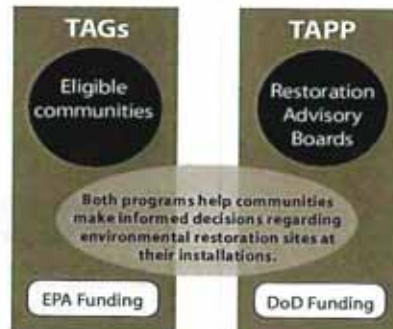 TAGs
Eligible
communities
TAPP
Restoration
Advisory
Boards
Both programs help communities
make informed decisions regarding
environmental restoration sites at
their installations.
EPA Funding
DoD Funding